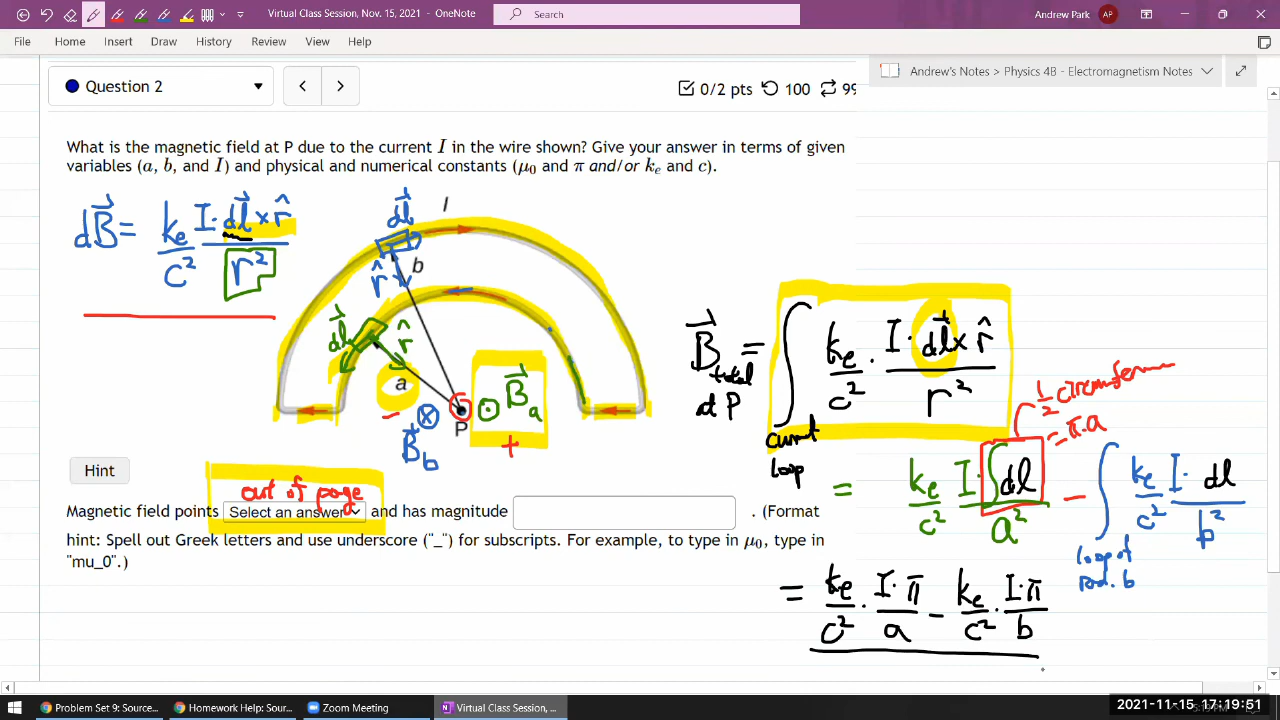 Virtual Class Session, Nov. 15, 2021 - OneNote
Search
Andrew Park
AP
File Home Insert Draw History Review View Help
Question 2
0/2 pts 100 99
Andrew's Notes > Physics 4B - Electromagnetism Notes
What is the magnetic field at P due to the current I in the wire shown? Give your answer in terms of given
variables (a, b, and I) and physical and numerical constants (μ₀ and π and/or kₑ and c).
dB⃗ = kₑ/c² I·dl⃗×r̂/r²
dl⃗
I
b
r̂
dl⃗
r̂
a
−
⊗
B⃗_b
P
⊙ B⃗_a
+
B⃗ total at P = ∫ current loop kₑ/c² · I·dl⃗×r̂/r²
½ circumference
= π·a
= kₑ/c² I·∫dl/a² − ∫ loop of rad. b kₑ/c² I·dl/b²
= kₑ/c² · I·π/a − kₑ/c² · I·π/b
Hint
out of page
Magnetic field points Select an answer and has magnitude . (Format
hint: Spell out Greek letters and use underscore ("_") for subscripts. For example, to type in μ₀, type in
"mu_0".)
Problem Set 9: Source...
Homework Help: Sour...
Zoom Meeting
Virtual Class Session,...
2021-11-15 17:19:51